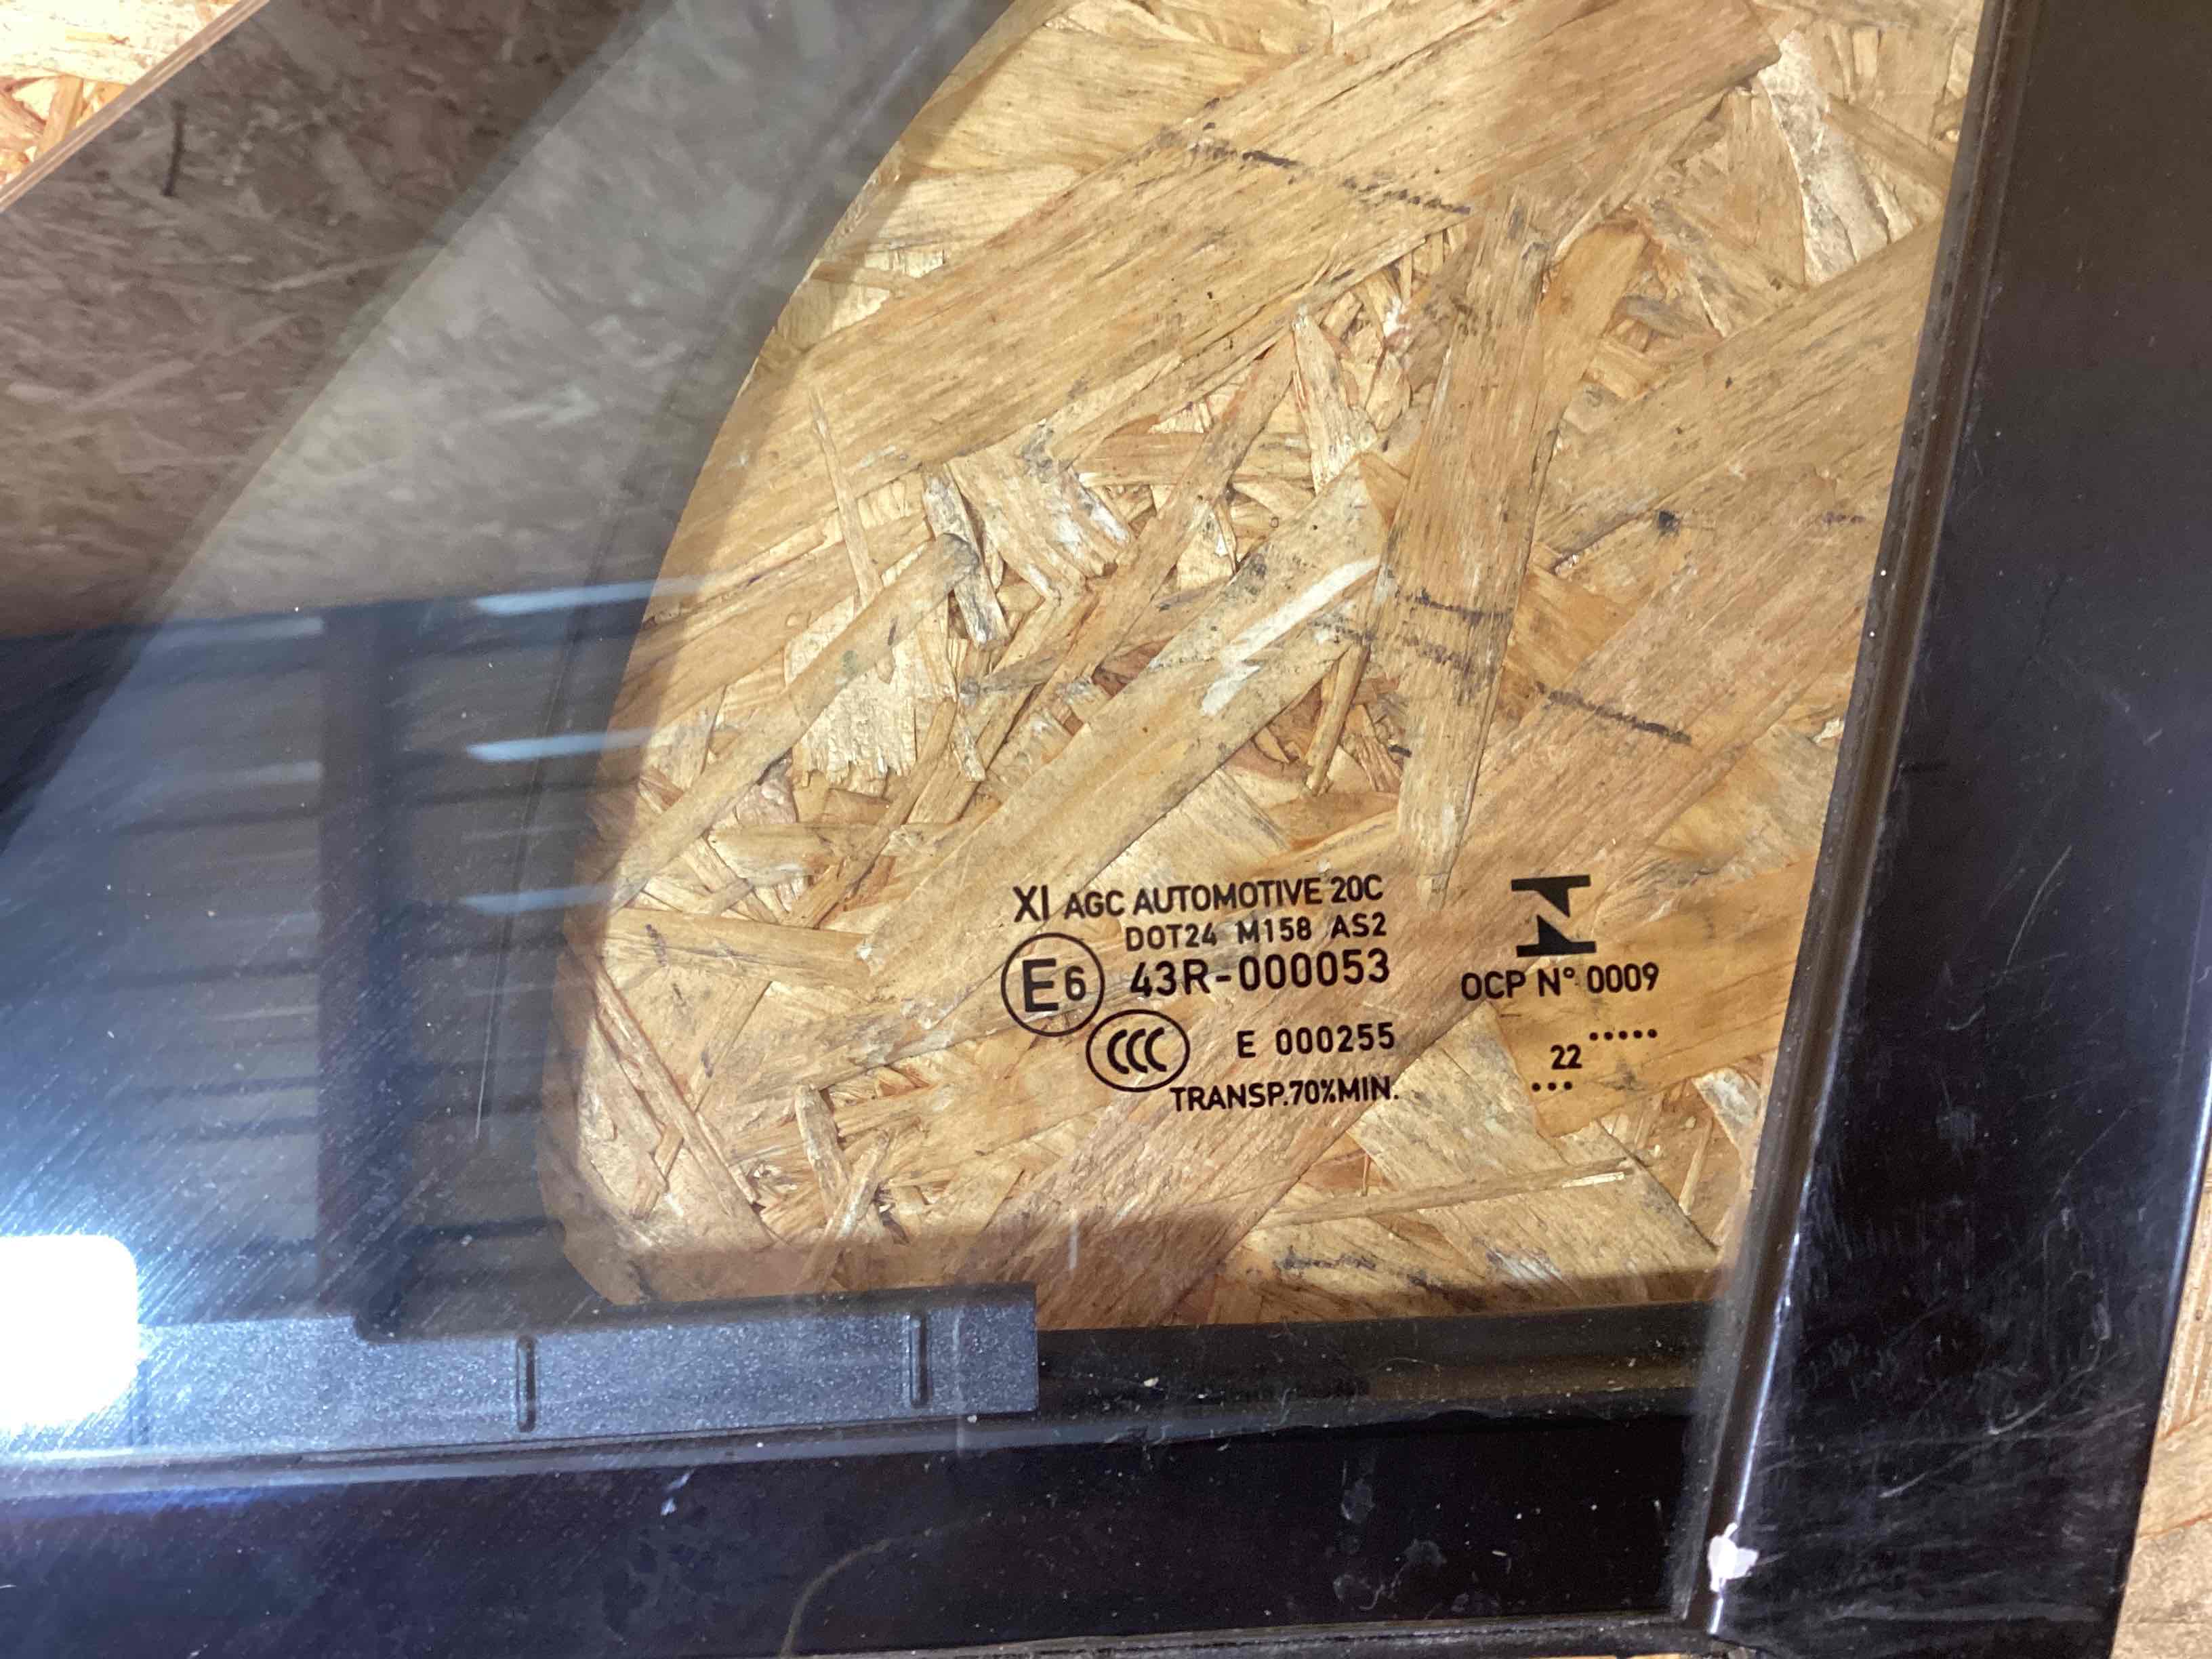 XI AGC AUTOMOTIVE 20C
DOT24 M158 AS2
E6 43R-000053
CCC E 000255
TRANSP.70%MIN.
OCP N° 0009
.....
22
...